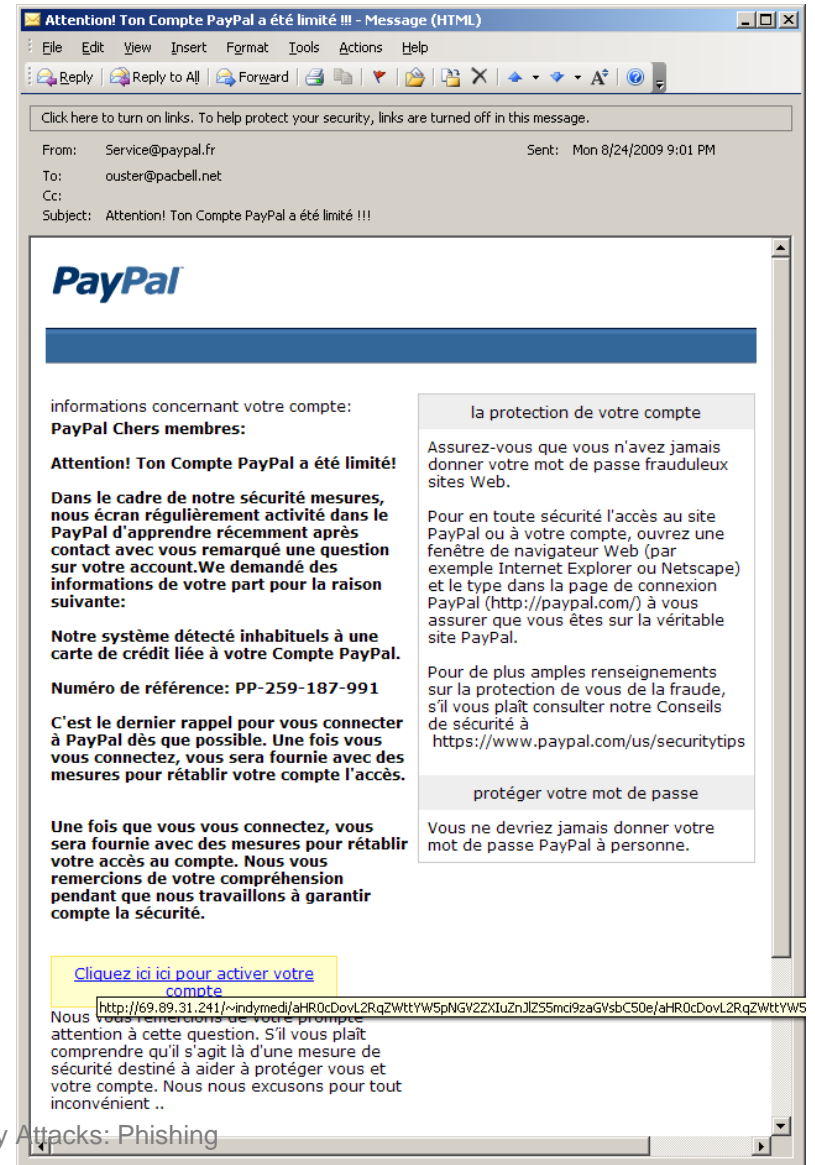 Attention! Ton Compte PayPal a été limité !!! - Message (HTML)
File Edit View Insert Format Tools Actions Help
Reply Reply to All Forward
Click here to turn on links. To help protect your security, links are turned off in this message.
From: Service@paypal.fr Sent: Mon 8/24/2009 9:01 PM
To: ouster@pacbell.net
Cc:
Subject: Attention! Ton Compte PayPal a été limité !!!
PayPal
informations concernant votre compte:
PayPal Chers membres:
Attention! Ton Compte PayPal a été limité!
Dans le cadre de notre sécurité mesures,
nous écran régulièrement activité dans le
PayPal d'apprendre récemment après
contact avec vous remarqué une question
sur votre account.We demandé des
informations de votre part pour la raison
suivante:
Notre système détecté inhabituels à une
carte de crédit liée à votre Compte PayPal.
Numéro de référence: PP-259-187-991
C'est le dernier rappel pour vous connecter
à PayPal dès que possible. Une fois vous
vous connectez, vous sera fournie avec des
mesures pour rétablir votre compte l'accès.
Une fois que vous vous connectez, vous
sera fournie avec des mesures pour rétablir
votre accès au compte. Nous vous
remercions de votre compréhension
pendant que nous travaillons à garantir
compte la sécurité.
Cliquez ici ici pour activer votre
compte
http://69.89.31.241/~indymedi/aHR0cDovL2RqZWttYW5pNGV2ZXIuZnJlZS5mci9zaGVsbC50e/aHR0cDovL2RqZWttYW5
Nous vous remercions de votre prompte
attention à cette question. S'il vous plaît
comprendre qu'il s'agit là d'une mesure de
sécurité destiné à aider à protéger vous et
votre compte. Nous nous excusons pour tout
inconvénient ..
la protection de votre compte
Assurez-vous que vous n'avez jamais
donner votre mot de passe frauduleux
sites Web.
Pour en toute sécurité l'accès au site
PayPal ou à votre compte, ouvrez une
fenêtre de navigateur Web (par
exemple Internet Explorer ou Netscape)
et le type dans la page de connexion
PayPal (http://paypal.com/) à vous
assurer que vous êtes sur la véritable
site PayPal.
Pour de plus amples renseignements
sur la protection de vous de la fraude,
s'il vous plaît consulter notre Conseils
de sécurité à
https://www.paypal.com/us/securitytips
protéger votre mot de passe
Vous ne devriez jamais donner votre
mot de passe PayPal à personne.
y Attacks: Phishing